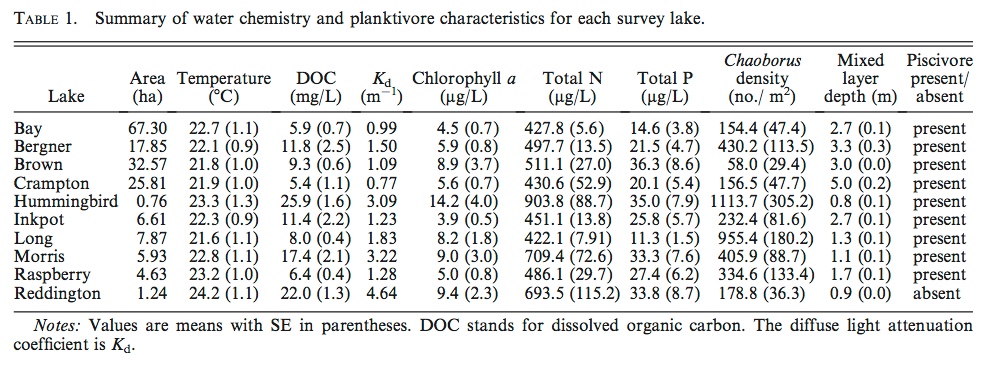 TABLE 1. Summary of water chemistry and planktivore characteristics for each survey lake.
Lake Area (ha) Temperature (°C) DOC (mg/L) Kd (m−1) Chlorophyll a (μg/L) Total N (μg/L) Total P (μg/L) Chaoborus density (no./ m2) Mixed layer depth (m) Piscivore present/ absent
Bay 67.30 22.7 (1.1) 5.9 (0.7) 0.99 4.5 (0.7) 427.8 (5.6) 14.6 (3.8) 154.4 (47.4) 2.7 (0.1) present
Bergner 17.85 22.1 (0.9) 11.8 (2.5) 1.50 5.9 (0.8) 497.7 (13.5) 21.5 (4.7) 430.2 (113.5) 3.3 (0.3) present
Brown 32.57 21.8 (1.0) 9.3 (0.6) 1.09 8.9 (3.7) 511.1 (27.0) 36.3 (8.6) 58.0 (29.4) 3.0 (0.0) present
Crampton 25.81 21.9 (1.0) 5.4 (1.1) 0.77 5.6 (0.7) 430.6 (52.9) 20.1 (5.4) 156.5 (47.7) 5.0 (0.2) present
Hummingbird 0.76 23.3 (1.3) 25.9 (1.6) 3.09 14.2 (4.0) 903.8 (88.7) 35.0 (7.9) 1113.7 (305.2) 0.8 (0.1) present
Inkpot 6.61 22.3 (0.9) 11.4 (2.2) 1.23 3.9 (0.5) 451.1 (13.8) 25.8 (5.7) 232.4 (81.6) 2.7 (0.1) present
Long 7.87 21.6 (1.1) 8.0 (0.4) 1.83 8.2 (1.8) 422.1 (7.91) 11.3 (1.5) 955.4 (180.2) 1.3 (0.1) present
Morris 5.93 22.8 (1.1) 17.4 (2.1) 3.22 9.0 (3.0) 709.4 (72.6) 33.3 (7.6) 405.9 (88.7) 1.1 (0.1) present
Raspberry 4.63 23.2 (1.0) 6.4 (0.4) 1.28 5.0 (0.8) 486.1 (29.7) 27.4 (6.2) 334.6 (133.4) 1.7 (0.1) present
Reddington 1.24 24.2 (1.1) 22.0 (1.3) 4.64 9.4 (2.3) 693.5 (115.2) 33.8 (8.7) 178.8 (36.3) 0.9 (0.0) absent
Notes: Values are means with SE in parentheses. DOC stands for dissolved organic carbon. The diffuse light attenuation
coefficient is Kd.